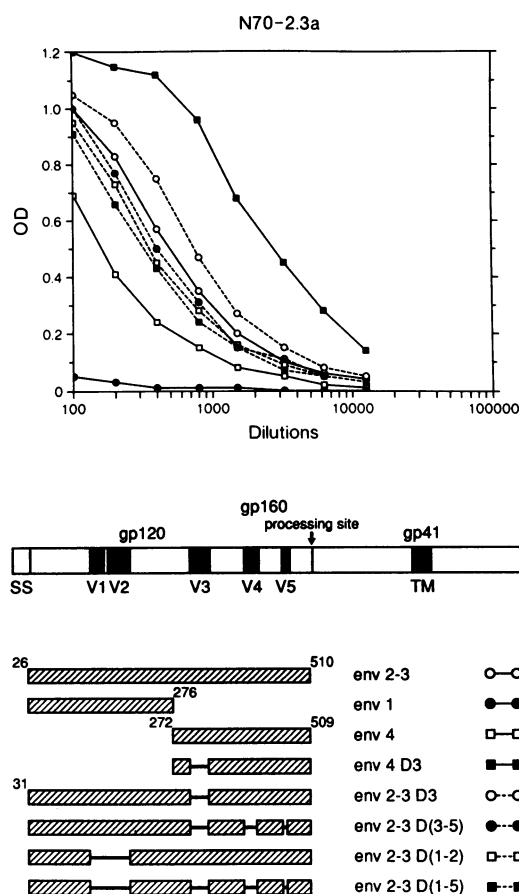 N70-2.3a
1.2
1.0
0.8
0.6
0.4
0.2
0
OD
100 1000 10000 100000
Dilutions
gp160
gp120 processing site gp41
SS V1 V2 V3 V4 V5 TM
26 510 env 2-3
276 env 1
272 509 env 4
env 4 D3
31 env 2-3 D3
env 2-3 D(3-5)
env 2-3 D(1-2)
env 2-3 D(1-5)